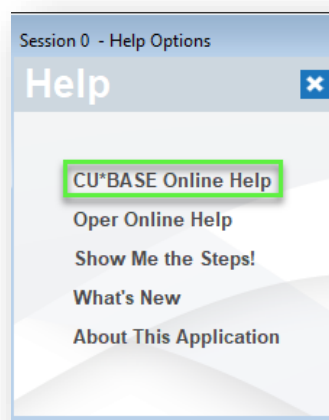 Session 0 - Help Options
Help
CU*BASE Online Help
Oper Online Help
Show Me the Steps!
What's New
About This Application